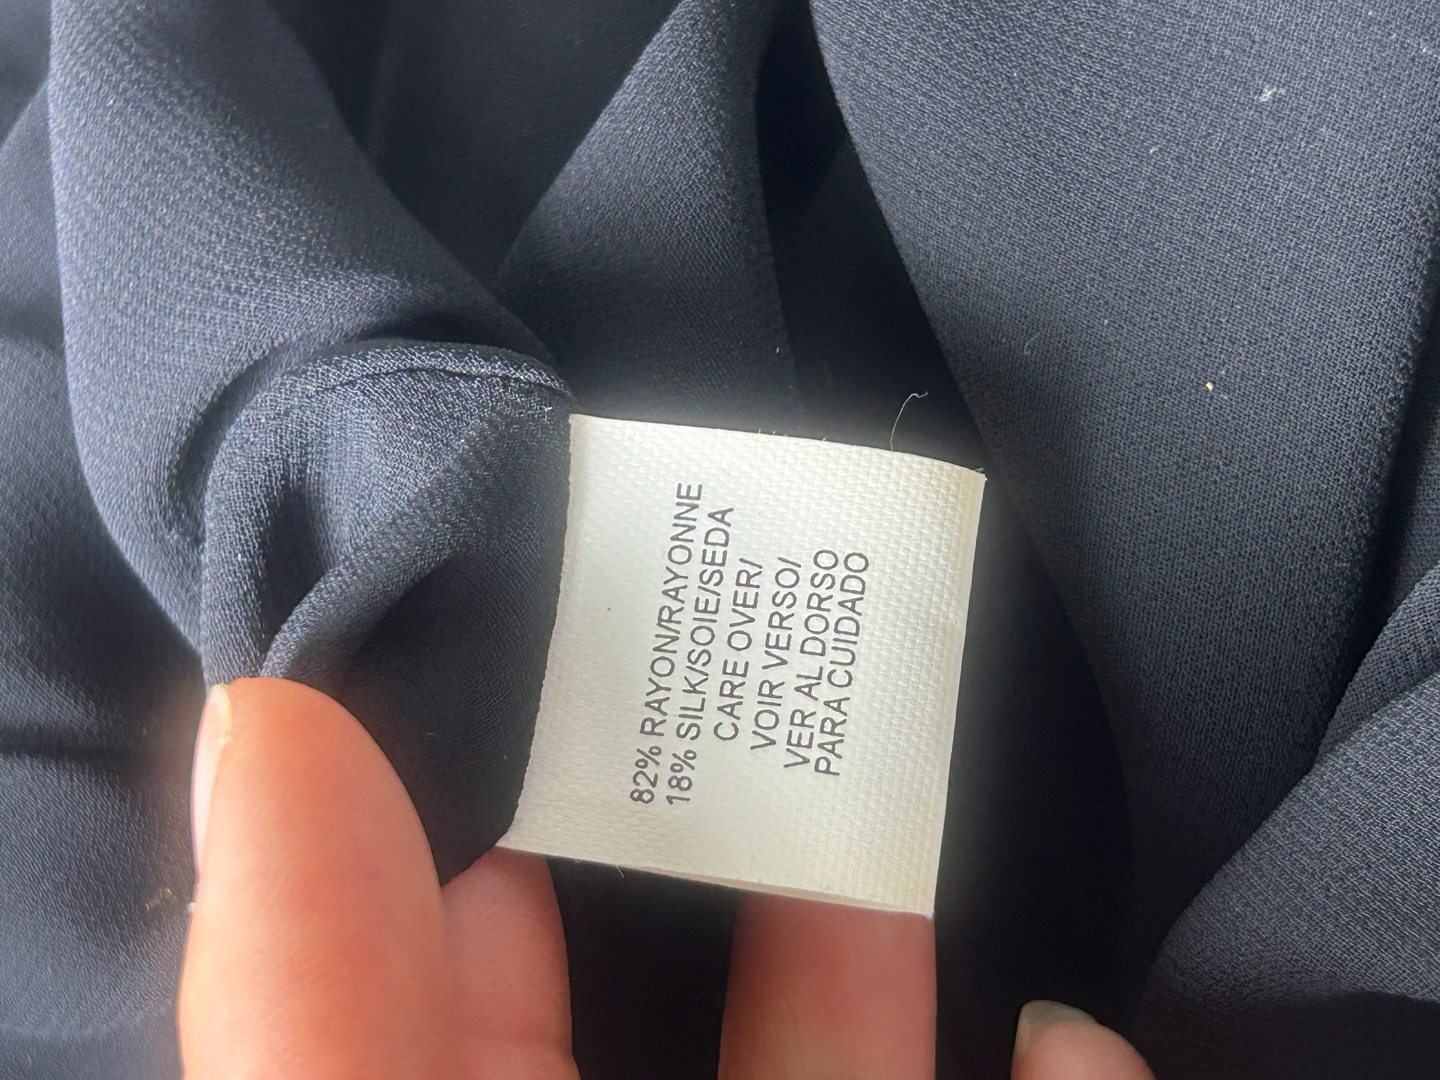 82% RAYON/RAYONNE
18% SILK/SOIE/SEDA
CARE OVER/
VOIR VERSO/
VER AL DORSO
PARA CUIDADO